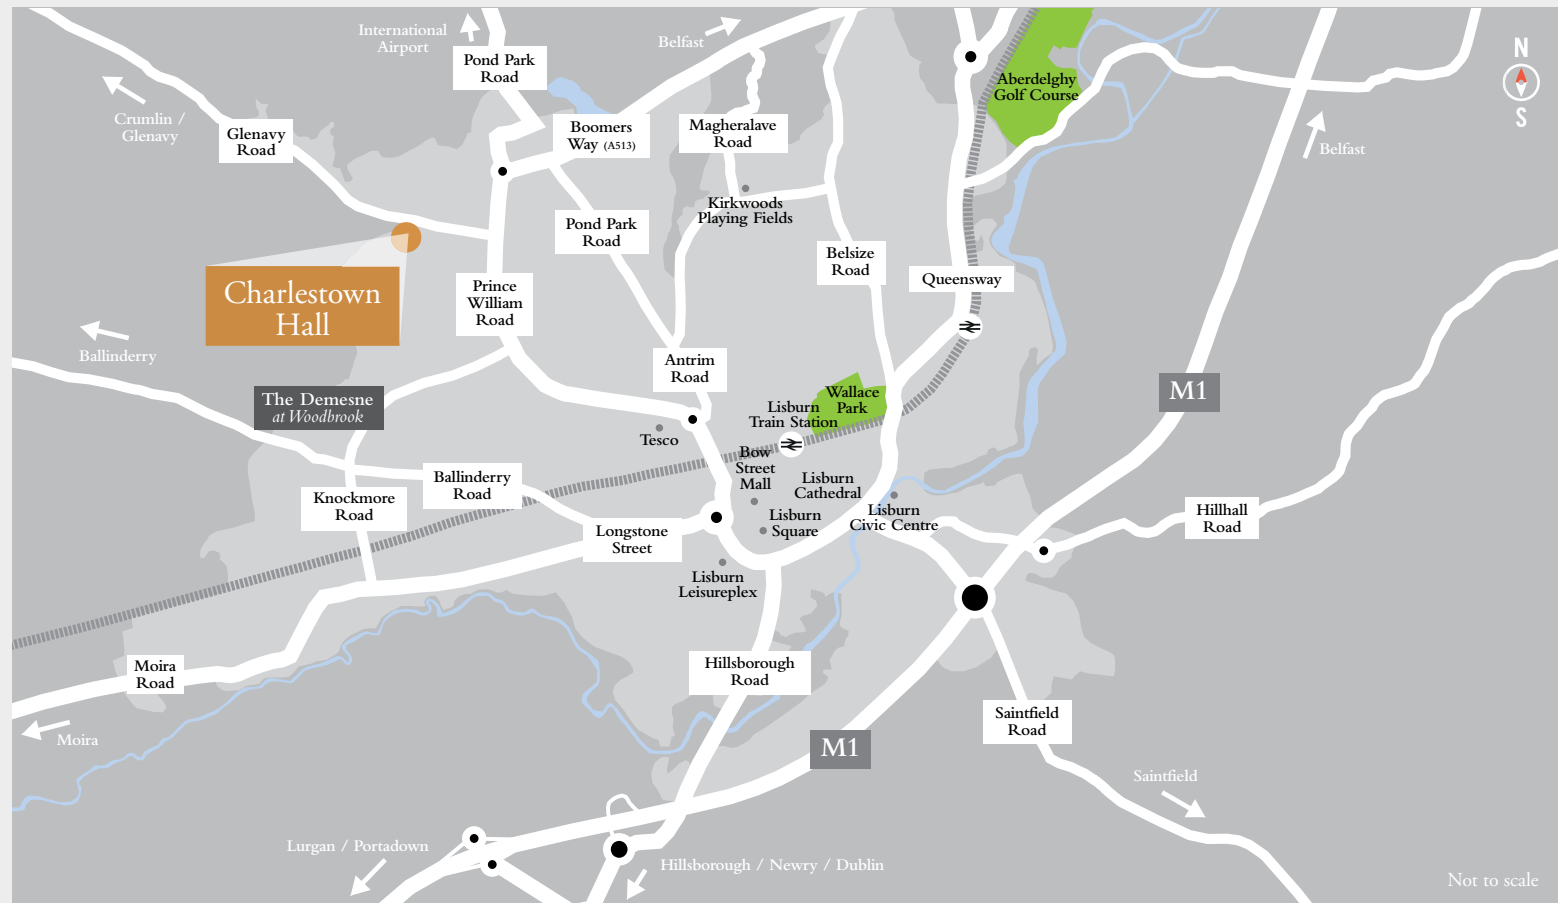 International
Airport
Pond Park
Road
Belfast
Aberdelghy
Golf Course
N
S
Crumlin /
Glenavy
Glenavy
Road
Boomers
Way (A513)
Magheralave
Road
Belfast
Kirkwoods
Playing Fields
Pond Park
Road
Belsize
Road
Queensway
Charlestown
Hall
Prince
William
Road
Ballinderry
Antrim
Road
M1
The Demesne
at Woodbrook
Wallace
Park
Lisburn
Train Station
Tesco
Bow
Street
Mall
Ballinderry
Road
Lisburn
Cathedral
Knockmore
Road
Lisburn
Square
Lisburn
Civic Centre
Hillhall
Road
Longstone
Street
Lisburn
Leisureplex
Moira
Road
Hillsborough
Road
Saintfield
Road
Moira
M1
Saintfield
Lurgan / Portadown
Hillsborough / Newry / Dublin
Not to scale